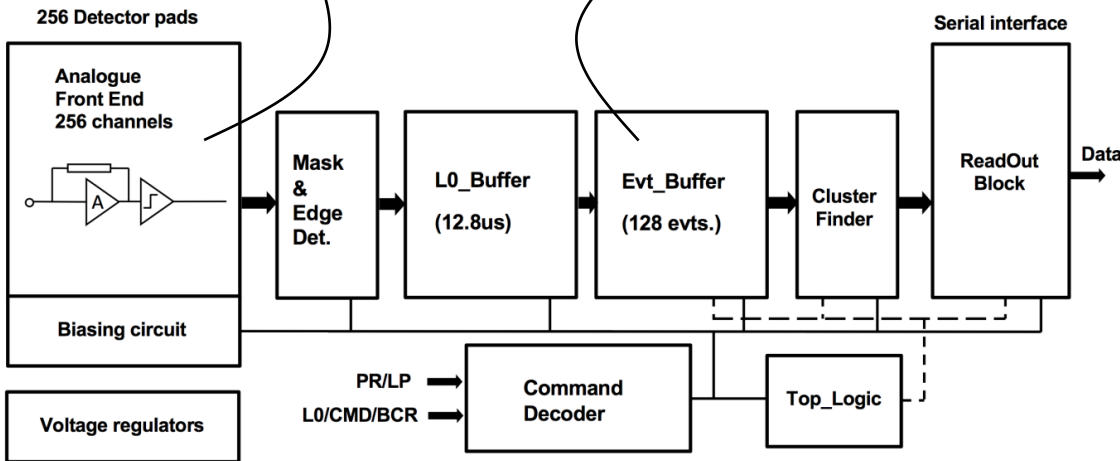 256 Detector pads
Serial interface
Analogue
Front End
256 channels
A
Mask
&
Edge
Det.
L0_Buffer
(12.8us)
Evt_Buffer
(128 evts.)
Cluster
Finder
ReadOut
Block
Data
Biasing circuit
PR/LP
L0/CMD/BCR
Command
Decoder
Top_Logic
Voltage regulators